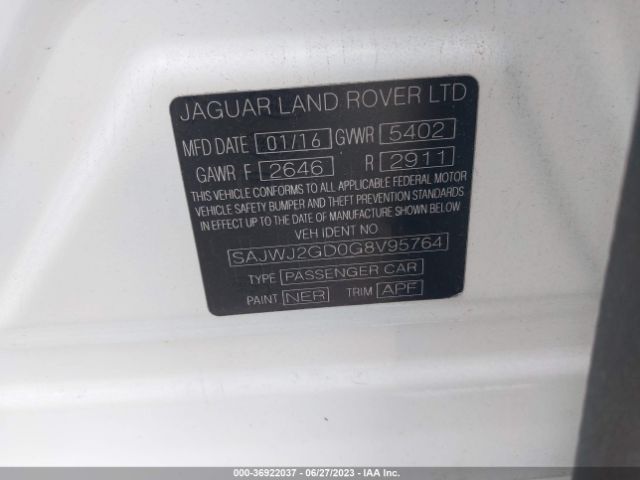 JAGUAR LAND ROVER LTD
MFD DATE 01/16 GVWR 5402
GAWR F 2646 R 2911
THIS VEHICLE CONFORMS TO ALL APPLICABLE FEDERAL MOTOR
VEHICLE SAFETY BUMPER AND THEFT PREVENTION STANDARDS
IN EFFECT UP TO THE DATE OF MANUFACTURE SHOWN BELOW
VEH IDENT NO
SAJWJ2GD0G8V95764
TYPE PASSENGER CAR
PAINT NER TRIM APF
000-36922037 - 06/27/2023 - IAAI.COM